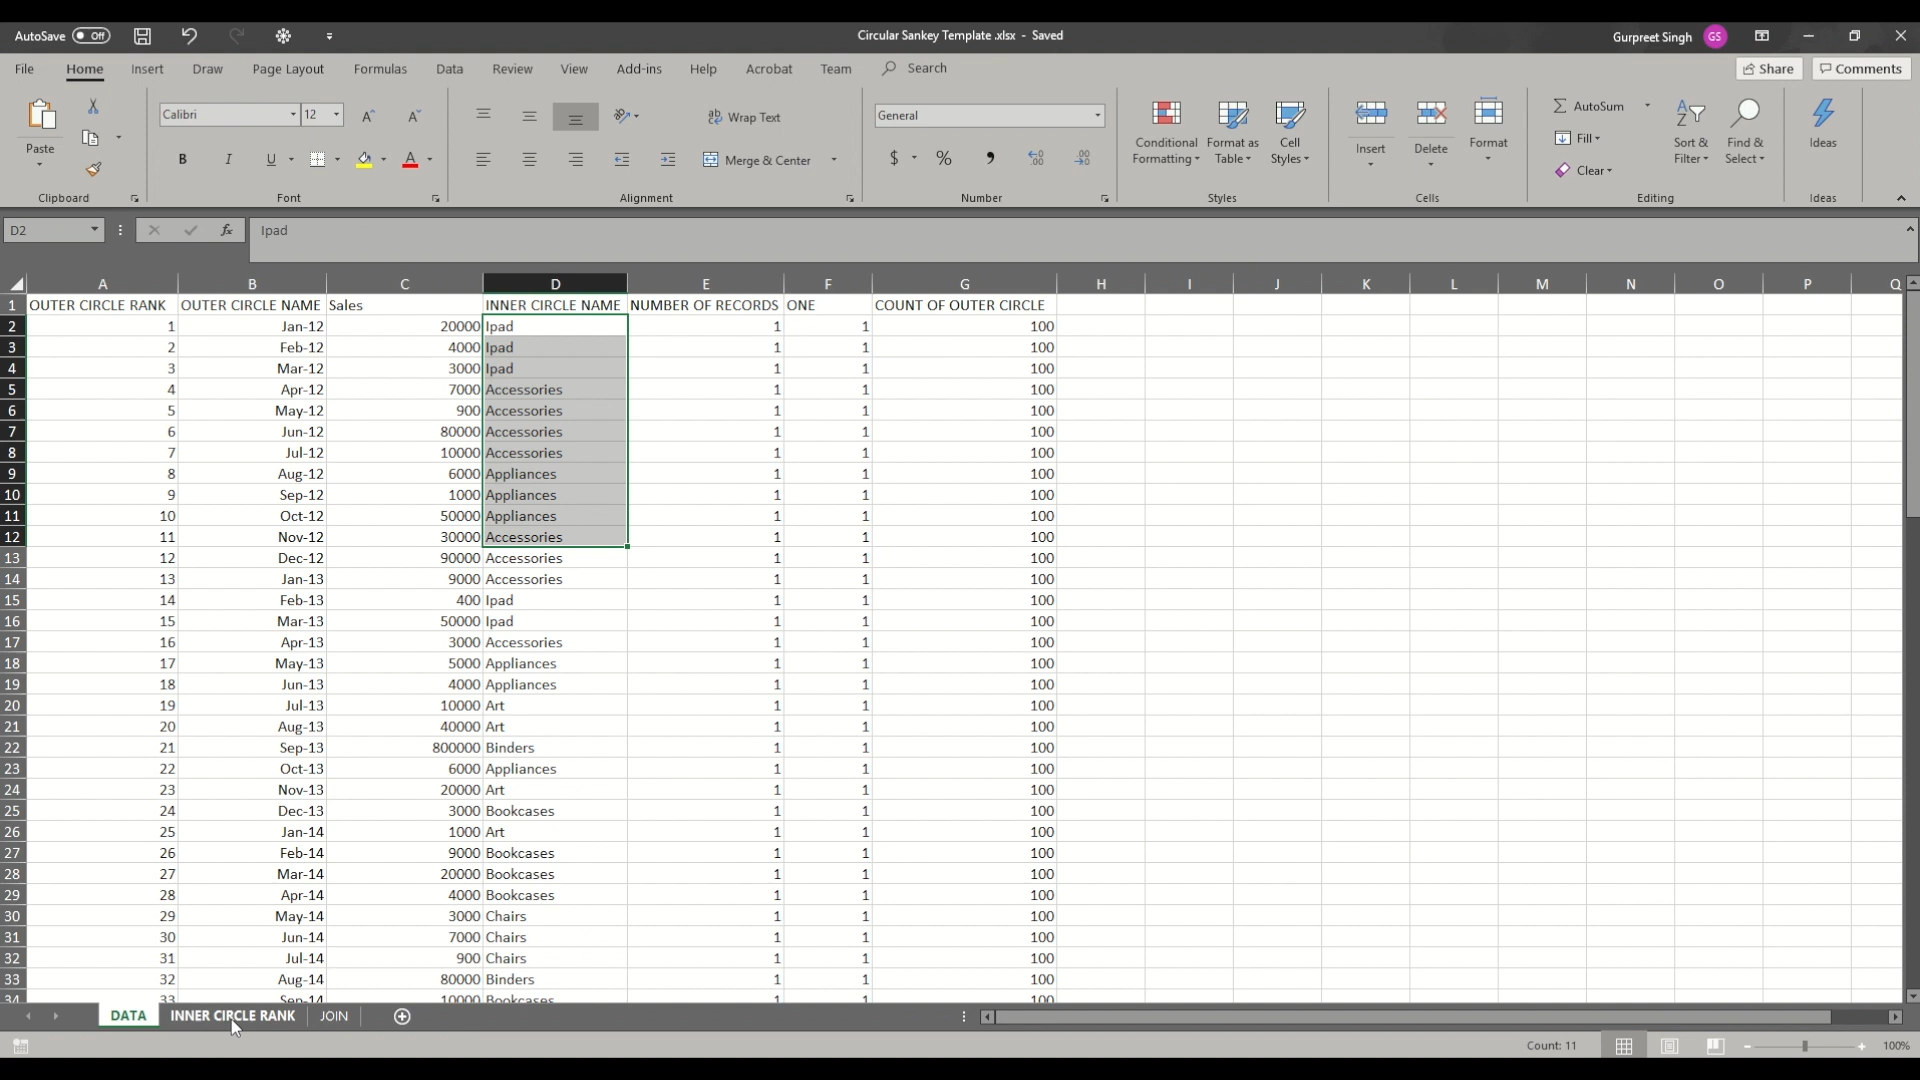 AutoSave Off Circular Sankey Template .xlsx - Saved Gurpreet Singh GS
File Home Insert Draw Page Layout Formulas Data Review View Add-ins Help Acrobat Team Search Share Comments
Calibri 12 Wrap Text General AutoSum
Paste B I U A Merge & Center $ % Conditional Formatting Format as Table Cell Styles Insert Delete Format Fill Clear Sort & Filter Find & Select Ideas
Clipboard Font Alignment Number Styles Cells Editing Ideas
D2 fx Ipad
A B C D E F G H I J K L M N O P Q
1 OUTER CIRCLE RANK OUTER CIRCLE NAME Sales INNER CIRCLE NAME NUMBER OF RECORDS ONE COUNT OF OUTER CIRCLE
2 1 Jan-12 20000 Ipad 1 1 100
3 2 Feb-12 4000 Ipad 1 1 100
4 3 Mar-12 3000 Ipad 1 1 100
5 4 Apr-12 7000 Accessories 1 1 100
6 5 May-12 900 Accessories 1 1 100
7 6 Jun-12 80000 Accessories 1 1 100
8 7 Jul-12 10000 Accessories 1 1 100
9 8 Aug-12 6000 Appliances 1 1 100
10 9 Sep-12 1000 Appliances 1 1 100
11 10 Oct-12 50000 Appliances 1 1 100
12 11 Nov-12 30000 Accessories 1 1 100
13 12 Dec-12 90000 Accessories 1 1 100
14 13 Jan-13 9000 Accessories 1 1 100
15 14 Feb-13 400 Ipad 1 1 100
16 15 Mar-13 50000 Ipad 1 1 100
17 16 Apr-13 3000 Accessories 1 1 100
18 17 May-13 5000 Appliances 1 1 100
19 18 Jun-13 4000 Appliances 1 1 100
20 19 Jul-13 10000 Art 1 1 100
21 20 Aug-13 40000 Art 1 1 100
22 21 Sep-13 800000 Binders 1 1 100
23 22 Oct-13 6000 Appliances 1 1 100
24 23 Nov-13 20000 Art 1 1 100
25 24 Dec-13 3000 Bookcases 1 1 100
26 25 Jan-14 1000 Art 1 1 100
27 26 Feb-14 9000 Bookcases 1 1 100
28 27 Mar-14 20000 Bookcases 1 1 100
29 28 Apr-14 4000 Bookcases 1 1 100
30 29 May-14 3000 Chairs 1 1 100
31 30 Jun-14 7000 Chairs 1 1 100
32 31 Jul-14 900 Chairs 1 1 100
33 32 Aug-14 80000 Binders 1 1 100
34 33 Sep-14 10000 Bookcases 1 1 100
DATA INNER CIRCLE RANK JOIN
Count: 11 100%